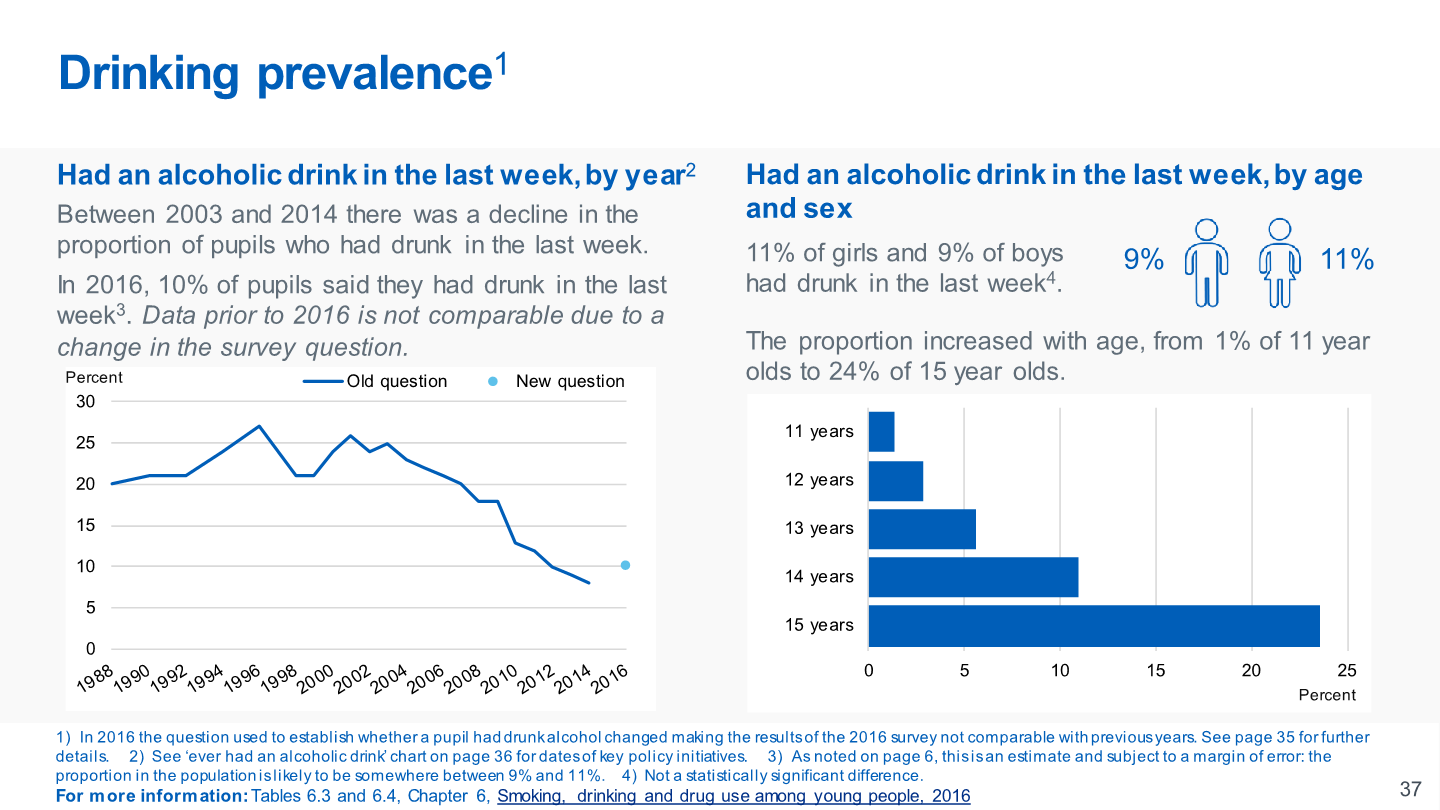 Drinking prevalence1
Had an alcoholic drink in the last week, by year2
Between 2003 and 2014 there was a decline in the
proportion of pupils who had drunk in the last week.
In 2016, 10% of pupils said they had drunk in the last
week3. Data prior to 2016 is not comparable due to a
change in the survey question.
Percent
Old question
New question
30
25
20
15
10
5
0
1988
1990
1992
1994
1996
1998
2000
2002
2004
2006
2008
2010
2012
2014
2016
Had an alcoholic drink in the last week, by age
and sex
11% of girls and 9% of boys
had drunk in the last week4.
9%
11%
The proportion increased with age, from 1% of 11 year
olds to 24% of 15 year olds.
11 years
12 years
13 years
14 years
15 years
0
5
10
15
20
25
Percent
1) In 2016 the question used to establish whether a pupil had drunk alcohol changed making the results of the 2016 survey not comparable with previous years. See page 35 for further
details. 2) See ‘ever had an alcoholic drink’ chart on page 36 for dates of key policy initiatives. 3) As noted on page 6, this is an estimate and subject to a margin of error: the
proportion in the population is likely to be somewhere between 9% and 11%. 4) Not a statistically significant difference.
For more information: Tables 6.3 and 6.4, Chapter 6, Smoking, drinking and drug use among young people, 2016
37